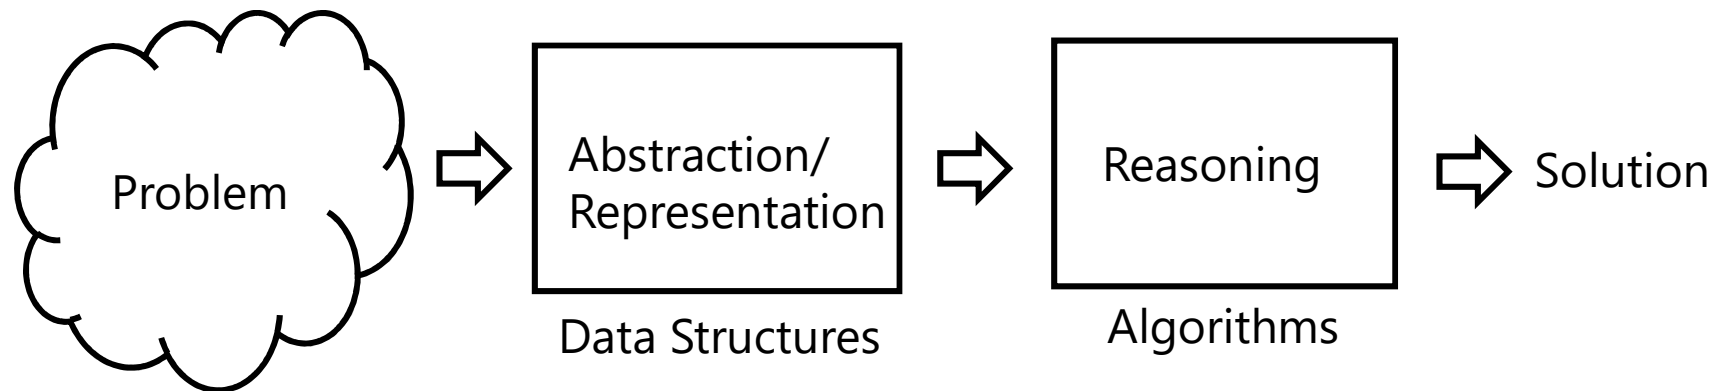 Problem
Abstraction/
Representation
Data Structures
Reasoning
Algorithms
Solution